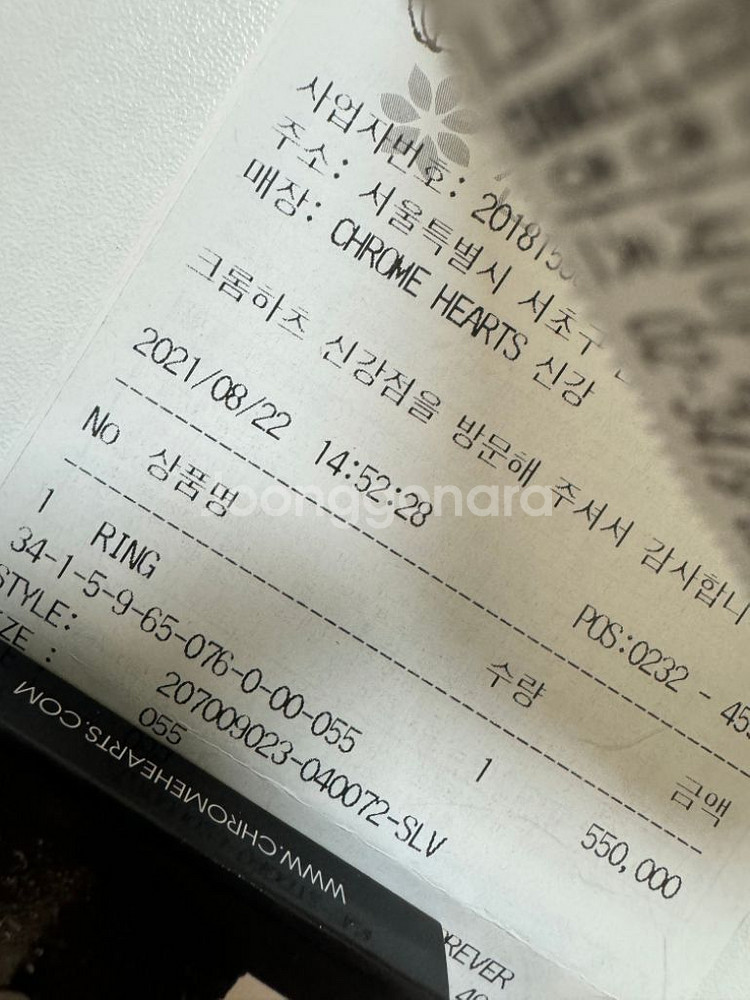 사업자번호: 20181
주소: 서울특별시 서초구
매장: CHROME HEARTS 신강
크롬하츠 신강점을 방문해 주셔서 감사합니
2021/08/22 14:52:28
POS:0232 - 45
No 상품명 수량 금액
1 RING 1 550,000
34-1-5-9-65-076-0-00-055
STYLE: 207009023-040072-SLV
ZE : 055
WWW.CHROMEHEARTS.COM
REVER
joonggonara